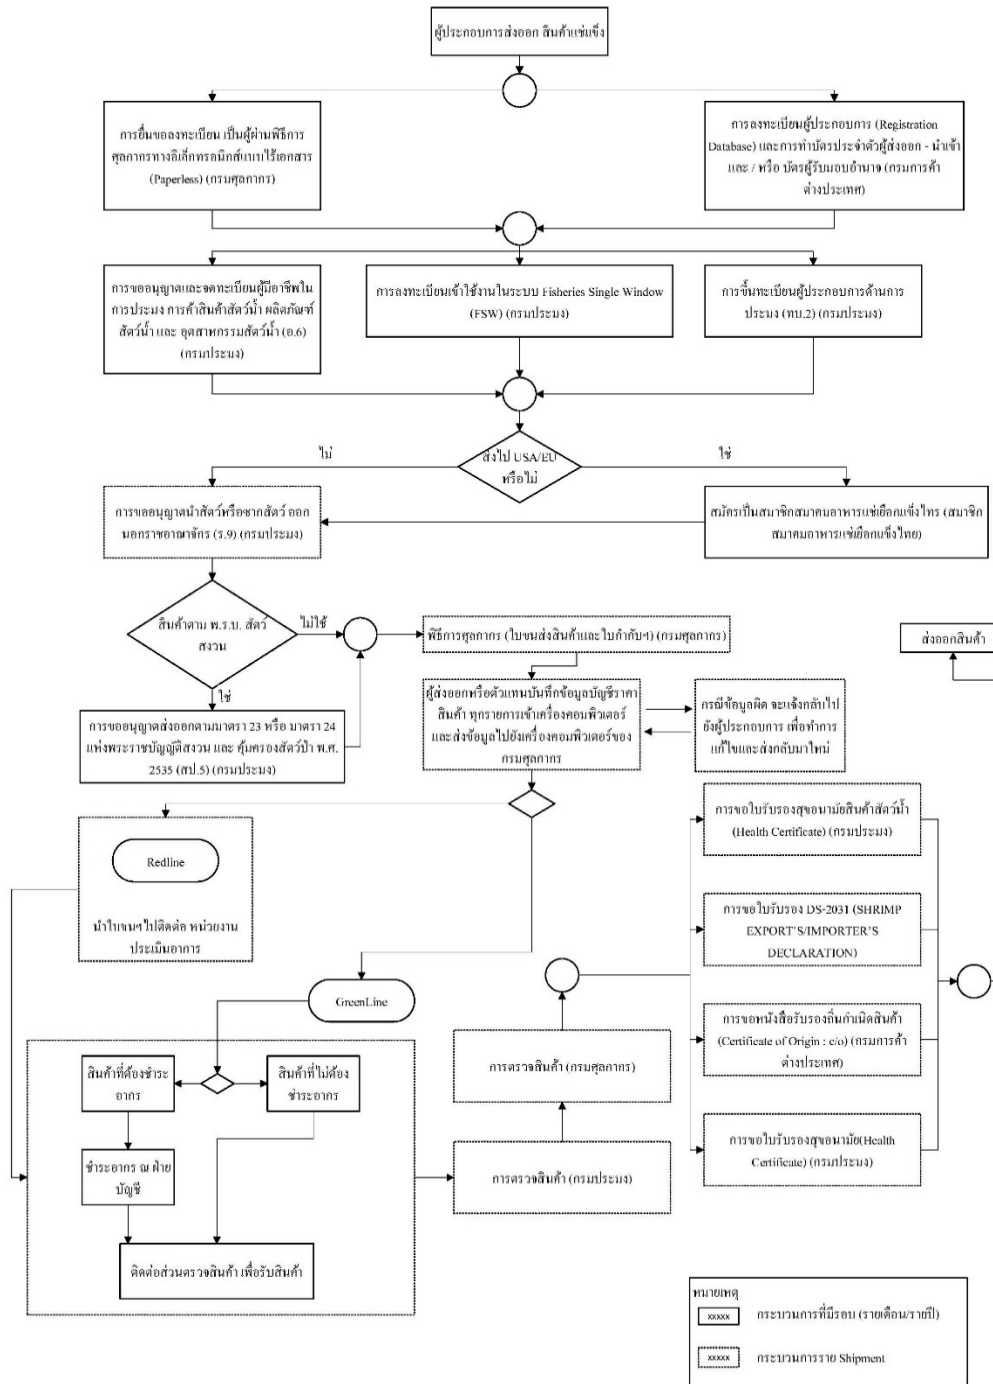 ผู้ประกอบการส่งออก สินค้าแช่แข็ง
การยื่นขอลงทะเบียน เป็นผู้ผ่านพิธีการ
ศุลกากรทางอิเล็กทรอนิกส์แบบไร้เอกสาร
(Paperless) (กรมศุลกากร)
การลงทะเบียนผู้ประกอบการ (Registration
Database) และการทำบัตรประจำตัวผู้ส่งออก - นำเข้า
และ / หรือ บัตรผู้รับมอบอำนาจ (กรมการค้า
ต่างประเทศ)
การขออนุญาตและจดทะเบียนผู้มีอาชีพใน
การประมง การค้าสินค้าสัตว์น้ำ ผลิตภัณฑ์
สัตว์น้ำ และ อุตสาหกรรมสัตว์น้ำ (อ.6)
(กรมประมง)
การลงทะเบียนเข้าใช้งานในระบบ Fisheries Single Window
(FSW) (กรมประมง)
การขึ้นทะเบียนผู้ประกอบการด้านการ
ประมง (ทบ.2) (กรมประมง)
ส่งไป USA/EU
หรือไม่
ไม่
ใช่
การขออนุญาตนำสัตว์หรือซากสัตว์ ออก
นอกราชอาณาจักร (ร.9) (กรมประมง)
สมัครเป็นสมาชิกสมาคมอาหารแช่เยือกแข็งไทร (สมาชิก
สมาคมอาหารแช่เยือกแข็งไทย)
สินค้าตาม พ.ร.บ. สัตว์
สงวน
ไม่ใช้
ใช่
พิธีการศุลกากร (ใบขนส่งสินค้าและใบกำกับฯ) (กรมศุลกากร)
ส่งออกสินค้า
การขออนุญาตส่งออกตามมาตรา 23 หรือ มาตรา 24
แห่งพระราชบัญญัติสงวน และ คุ้มครองสัตว์ป่า พ.ศ.
2535 (สป.5) (กรมประมง)
ผู้ส่งออกหรือตัวแทนบันทึกข้อมูลบัญชีราคา
สินค้า ทุกรายการเข้าเครื่องคอมพิวเตอร์
และส่งข้อมูลไปยังเครื่องคอมพิวเตอร์ของ
กรมศุลกากร
กรณีข้อมูลผิด จะแจ้งกลับไป
ยังผู้ประกอบการ เพื่อทำการ
แก้ไขและส่งกลับมาใหม่
Redline
นำใบขนฯ ไปติดต่อ หน่วยงาน
ประเมินอาการ
การขอใบรับรองสุขอนามัยสินค้าสัตว์น้ำ
(Health Certificate) (กรมประมง)
การขอใบรับรอง DS-2031 (SHRIMP
EXPORT'S/IMPORTER'S
DECLARATION)
GreenLine
การขอหนังสือรับรองถิ่นกำเนิดสินค้า
(Certificate of Origin : c/o) (กรมการค้า
ต่างประเทศ)
สินค้าที่ต้องชำระ
อากร
สินค้าที่ไม่ต้อง
ชำระอากร
การตรวจสินค้า (กรมศุลกากร)
การขอใบรับรองสุขอนามัย(Health
Certificate) (กรมประมง)
ชำระอากร ณ ฝ่าย
บัญชี
การตรวจสินค้า (กรมประมง)
ติดต่อส่วนตรวจสินค้า เพื่อรับสินค้า
หมายเหตุ
xxxxx กระบวนการที่มีรอบ (รายเดือน/รายปี)
xxxxx กระบวนการราย Shipment